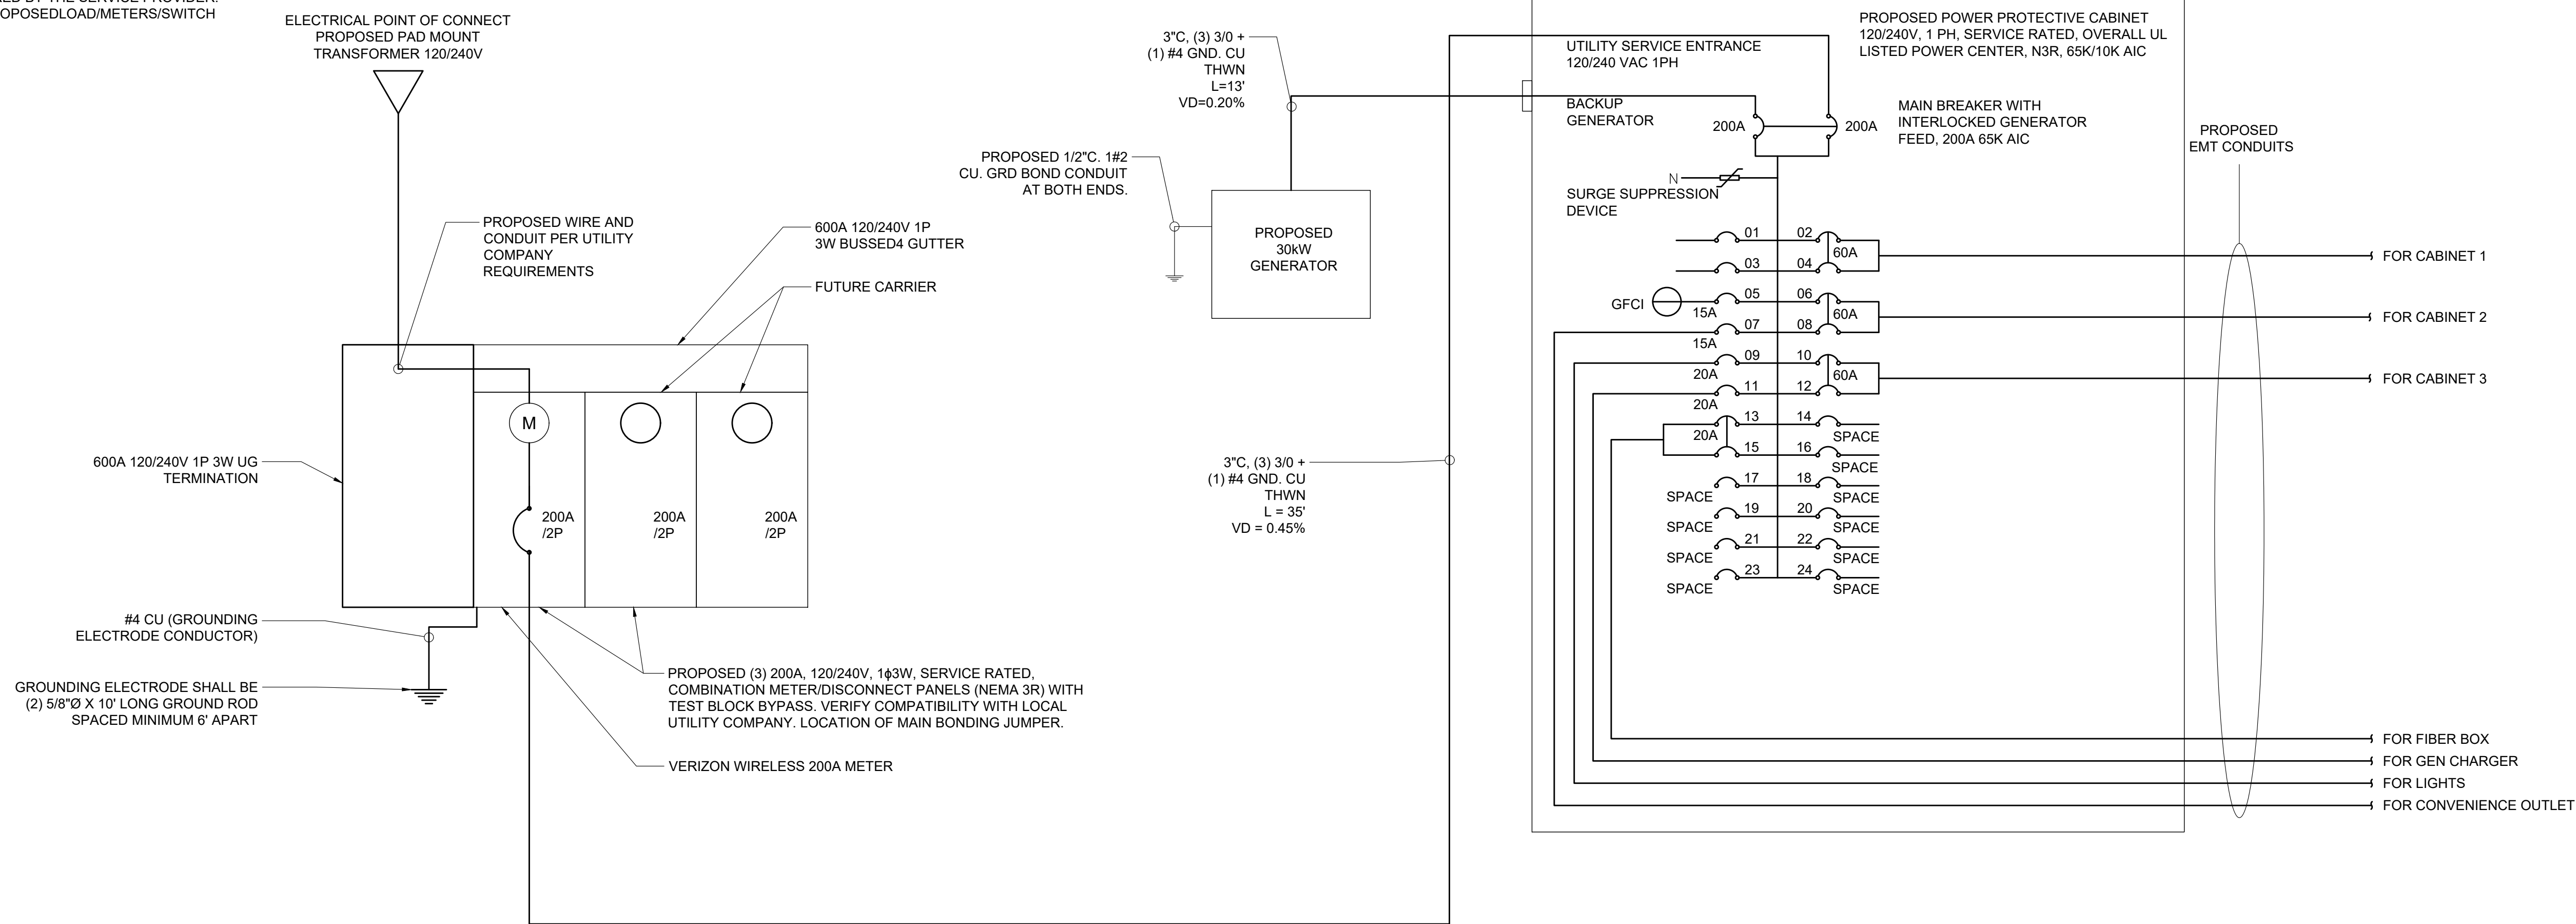 OPOSEDLOAD/METERS/SWITCH
ELECTRICAL POINT OF CONNECT
PROPOSED PAD MOUNT
TRANSFORMER 120/240V
PROPOSED WIRE AND
CONDUIT PER UTILITY
COMPANY
REQUIREMENTS
600A 120/240V 1P
3W BUSSED4 GUTTER
FUTURE CARRIER
M
200A
/2P
200A
/2P
200A
/2P
600A 120/240V 1P 3W UG
TERMINATION
#4 CU (GROUNDING
ELECTRODE CONDUCTOR)
GROUNDING ELECTRODE SHALL BE
(2) 5/8"Ø X 10' LONG GROUND ROD
SPACED MINIMUM 6' APART
PROPOSED (3) 200A, 120/240V, 1ϕ3W, SERVICE RATED,
COMBINATION METER/DISCONNECT PANELS (NEMA 3R) WITH
TEST BLOCK BYPASS. VERIFY COMPATIBILITY WITH LOCAL
UTILITY COMPANY. LOCATION OF MAIN BONDING JUMPER.
VERIZON WIRELESS 200A METER
3"C, (3) 3/0 +
(1) #4 GND. CU
THWN
L=13'
VD=0.20%
PROPOSED 1/2"C. 1#2
CU. GRD BOND CONDUIT
AT BOTH ENDS.
PROPOSED
30kW
GENERATOR
3"C, (3) 3/0 +
(1) #4 GND. CU
THWN
L = 35'
VD = 0.45%
UTILITY SERVICE ENTRANCE
120/240 VAC 1PH
BACKUP
GENERATOR
PROPOSED POWER PROTECTIVE CABINET
120/240V, 1 PH, SERVICE RATED, OVERALL UL
LISTED POWER CENTER, N3R, 65K/10K AIC
200A
200A
MAIN BREAKER WITH
INTERLOCKED GENERATOR
FEED, 200A 65K AIC
PROPOSED
EMT CONDUITS
N
SURGE SUPPRESSION
DEVICE
01 02
60A
03 04
FOR CABINET 1
GFCI
05 06
15A
60A
07 08
15A
FOR CABINET 2
09 10
20A
60A
11 12
20A
FOR CABINET 3
13 14
20A
SPACE
15 16
SPACE
17 18
SPACE SPACE
19 20
SPACE SPACE
21 22
SPACE SPACE
23 24
SPACE SPACE
FOR FIBER BOX
FOR GEN CHARGER
FOR LIGHTS
FOR CONVENIENCE OUTLET